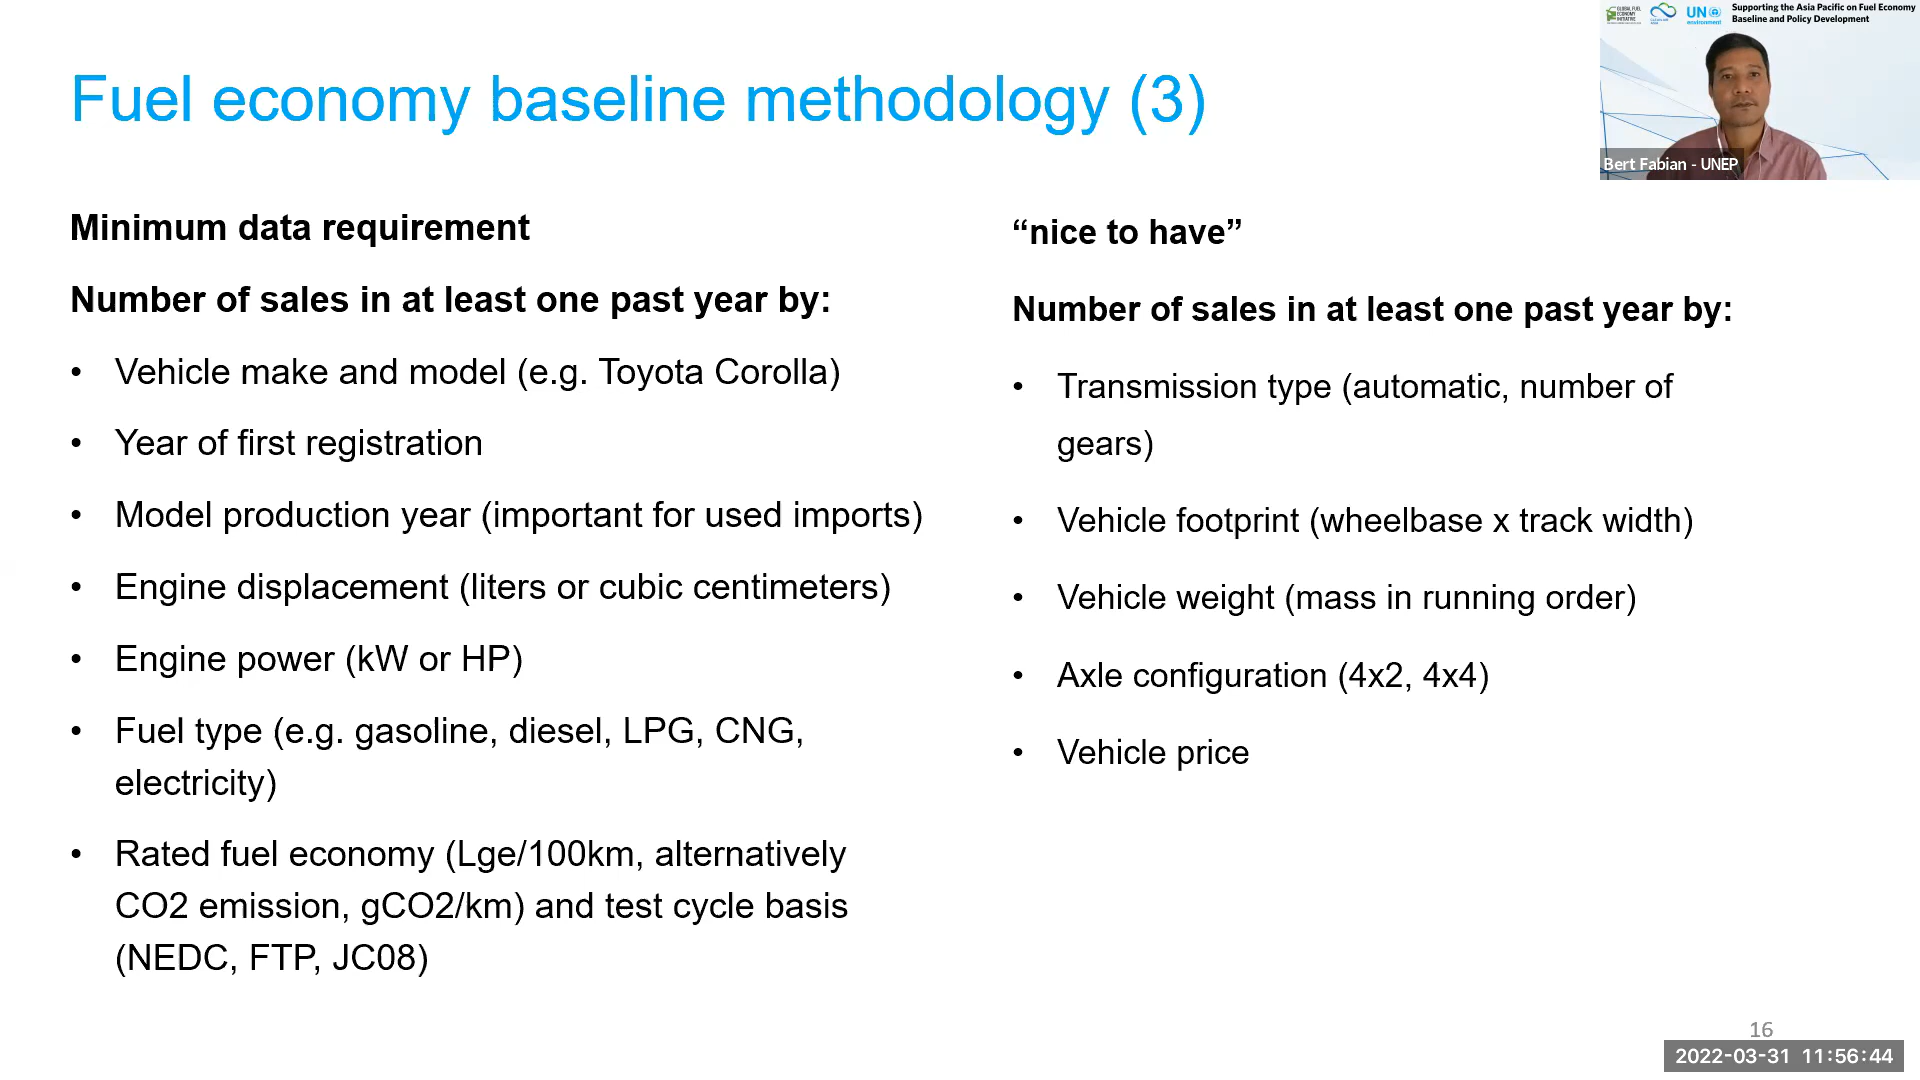 Fuel economy baseline methodology (3)
Minimum data requirement
Number of sales in at least one past year by:
• Vehicle make and model (e.g. Toyota Corolla)
• Year of first registration
• Model production year (important for used imports)
• Engine displacement (liters or cubic centimeters)
• Engine power (kW or HP)
• Fuel type (e.g. gasoline, diesel, LPG, CNG,
electricity)
• Rated fuel economy (Lge/100km, alternatively
CO2 emission, gCO2/km) and test cycle basis
(NEDC, FTP, JC08)
“nice to have”
Number of sales in at least one past year by:
• Transmission type (automatic, number of
gears)
• Vehicle footprint (wheelbase x track width)
• Vehicle weight (mass in running order)
• Axle configuration (4x2, 4x4)
• Vehicle price
GLOBAL FUEL
ECONOMY
INITIATIVE
UN
environment
Supporting the Asia Pacific on Fuel Economy
Baseline and Policy Development
Bert Fabian - UNEP
16
2022-03-31 11:56:44